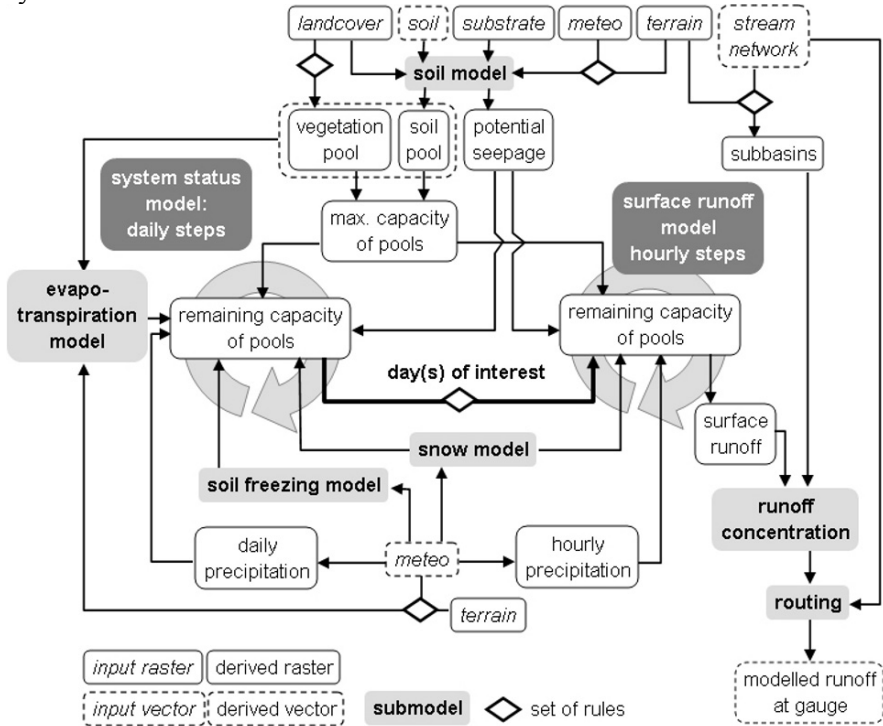 landcover
soil
substrate
meteo
terrain
stream
network
soil model
vegetation
pool
soil
pool
potential
seepage
subbasins
system status
model:
daily steps
max. capacity
of pools
surface runoff
model
hourly steps
evapo-
transpiration
model
remaining capacity
of pools
remaining capacity
of pools
day(s) of interest
surface
runoff
snow model
soil freezing model
runoff
concentration
daily
precipitation
meteo
hourly
precipitation
routing
terrain
input raster
derived raster
input vector
derived vector
submodel
set of rules
modelled runoff
at gauge